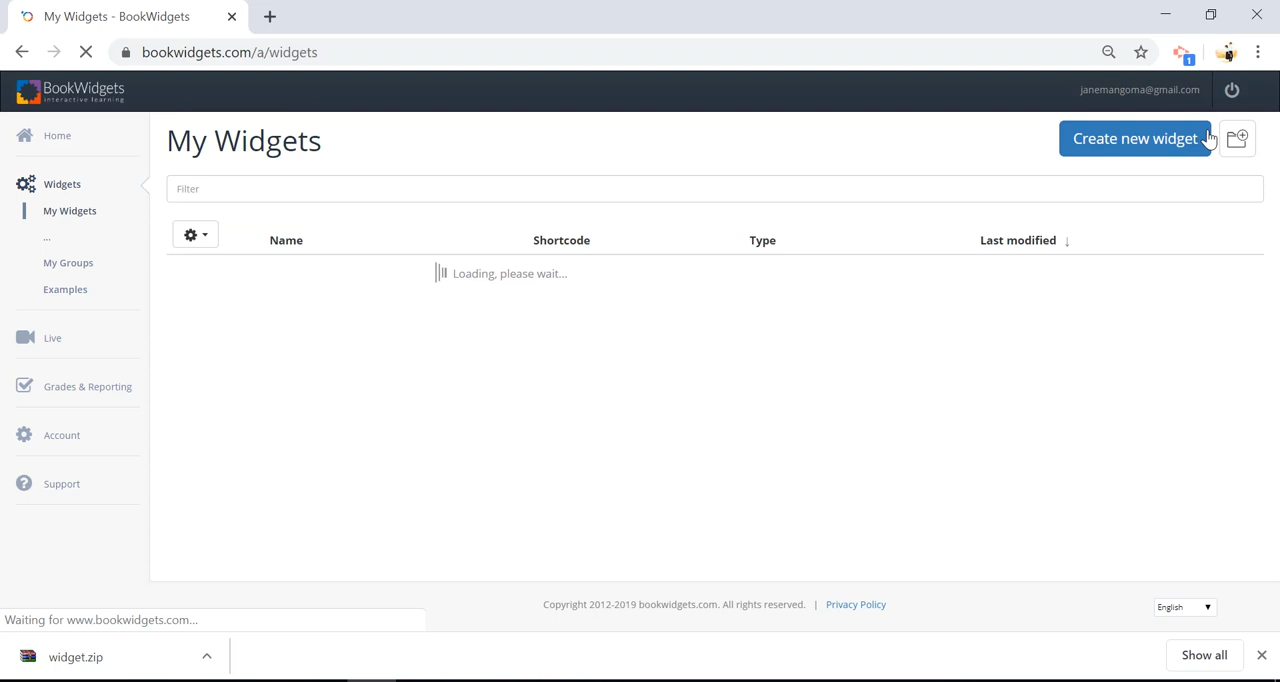 My Widgets - BookWidgets
bookwidgets.com/a/widgets
1
BookWidgets
interactive learning
janemangoma@gmail.com
Home
My Widgets
Create new widget
Widgets
Filter
My Widgets
...
Name
Shortcode
Type
Last modified ↓
My Groups
Loading, please wait...
Examples
Live
Grades & Reporting
Account
Support
Copyright 2012-2019 bookwidgets.com. All rights reserved. | Privacy Policy
English
Waiting for www.bookwidgets.com...
widget.zip
Show all